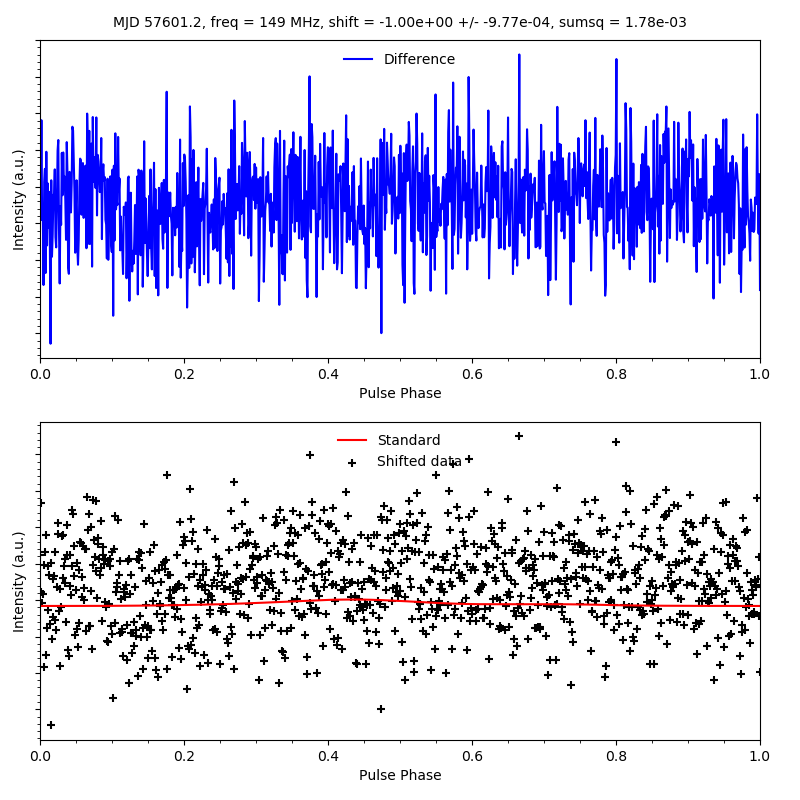 MJD 57601.2, freq = 149 MHz, shift = -1.00e+00 +/- -9.77e-04, sumsq = 1.78e-03
Difference
Intensity (a.u.)
0.0 0.2 0.4 0.6 0.8 1.0
Pulse Phase
Standard
Shifted data
Intensity (a.u.)
0.0 0.2 0.4 0.6 0.8 1.0
Pulse Phase